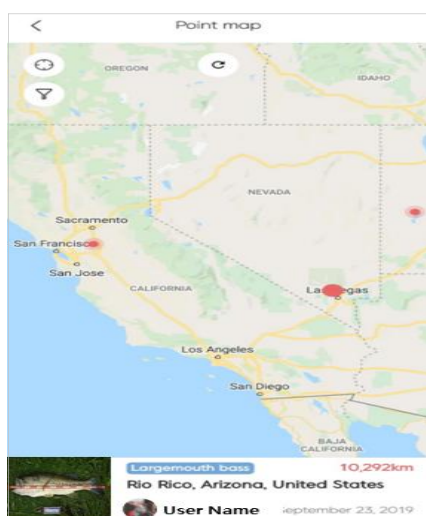 Point map
OREGON
IDAHO
NEVADA
Sacramento
San Francisco
San Jose
CALIFORNIA
Las Vegas
Los Angeles
San Diego
BAJA
CALIFORNIA
Largemouth bass 10,292km
Rio Rico, Arizona, United States
User Name eptember 23, 2019